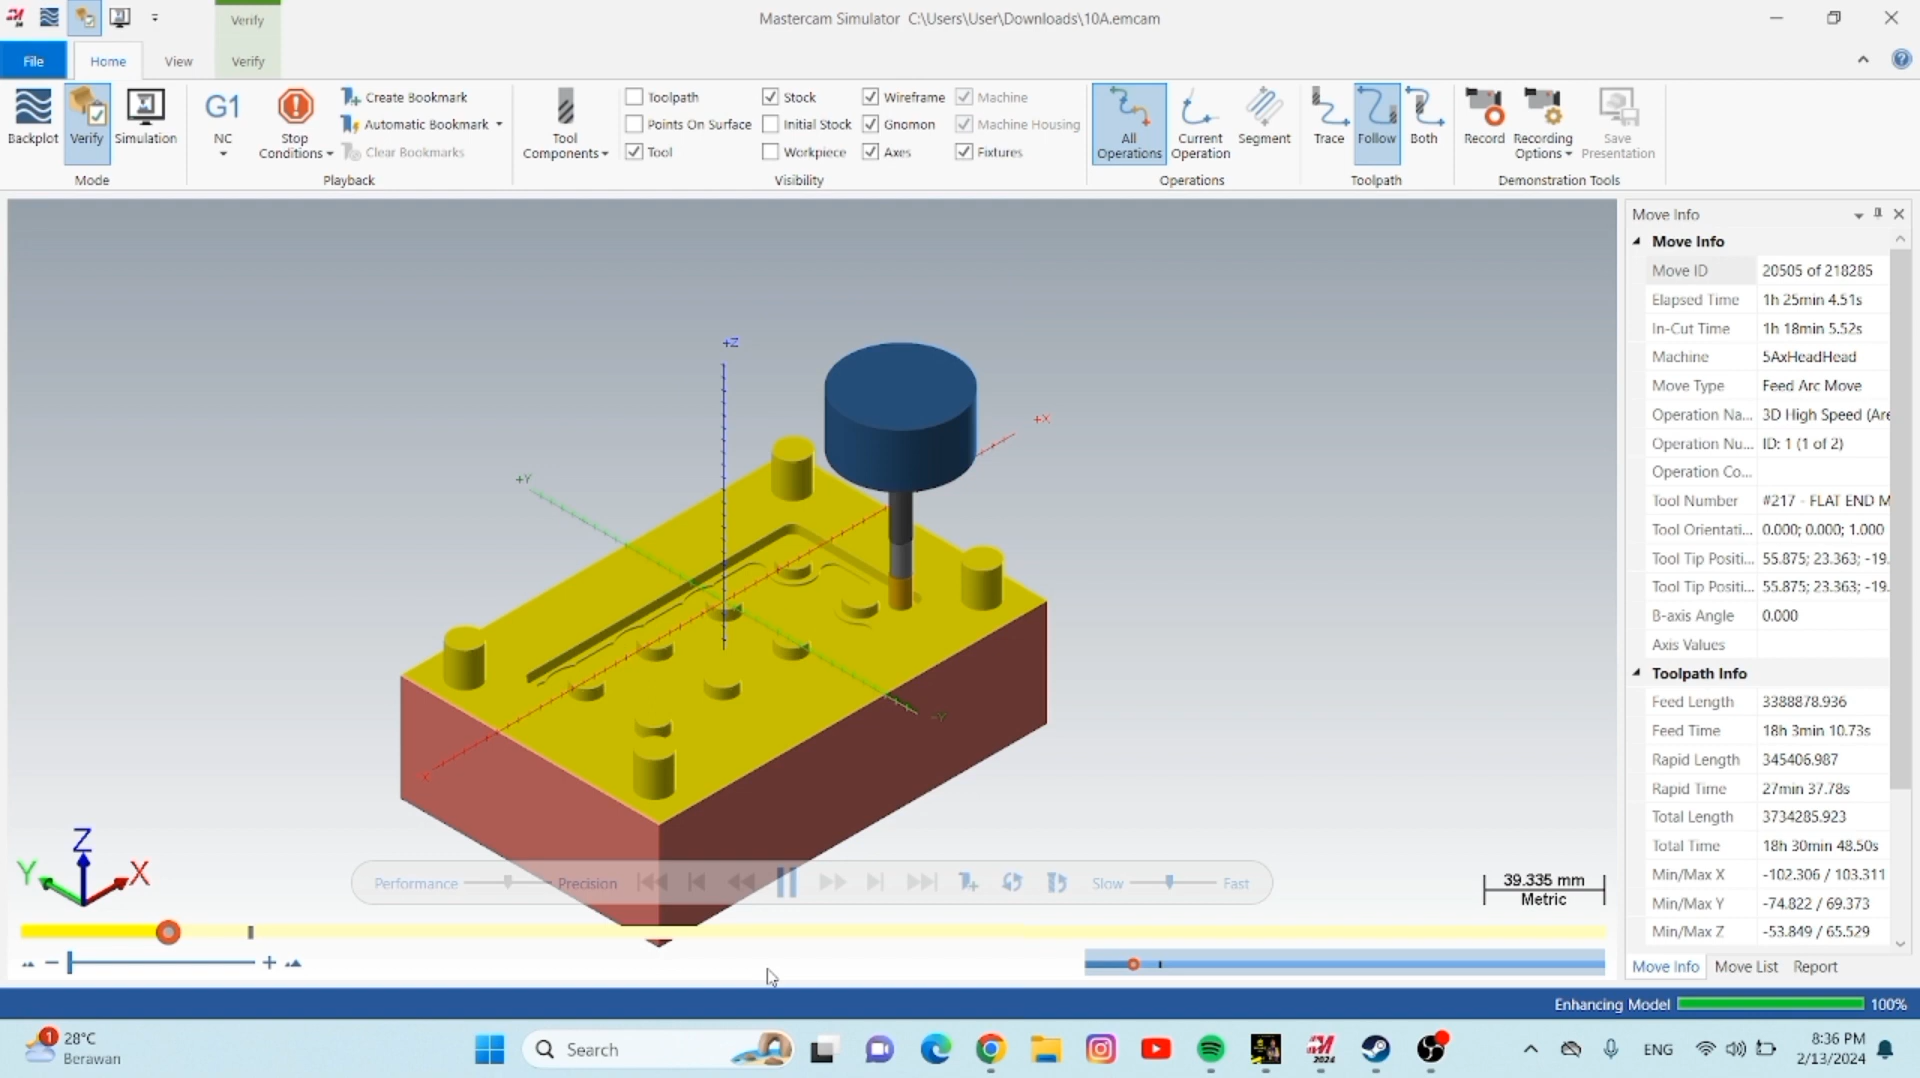 Verify
Mastercam Simulator C:\Users\User\Downloads\10A.emcam
File
Home
View
Verify
Backplot
Verify
Simulation
Mode
G1
NC
Stop
Conditions
Create Bookmark
Automatic Bookmark
Clear Bookmarks
Playback
Tool
Components
Toolpath
Points On Surface
Tool
Stock
Initial Stock
Workpiece
Wireframe
Gnomon
Axes
Machine
Machine Housing
Fixtures
Visibility
All
Operations
Current
Operation
Segment
Operations
Trace
Follow
Both
Toolpath
Record
Recording
Options
Save
Presentation
Demonstration Tools
Move Info
Move Info
Move ID 20505 of 218285
Elapsed Time 1h 25min 4.51s
In-Cut Time 1h 18min 5.52s
Machine 5AxHeadHead
Move Type Feed Arc Move
Operation Na... 3D High Speed (Are
Operation Nu... ID: 1 (1 of 2)
Operation Co...
Tool Number #217 - FLAT END M
Tool Orientati... 0.000; 0.000; 1.000
Tool Tip Positi... 55.875; 23.363; -19.
Tool Tip Positi... 55.875; 23.363; -19.
B-axis Angle 0.000
Axis Values
Toolpath Info
Feed Length 3388878.936
Feed Time 18h 3min 10.73s
Rapid Length 345406.987
Rapid Time 27min 37.78s
Total Length 3734285.923
Total Time 18h 30min 48.50s
Min/Max X -102.306 / 103.311
Min/Max Y -74.822 / 69.373
Min/Max Z -53.849 / 65.529
Move Info
Move List
Report
+Z
+X
+Y
-Y
Z
Y
X
Performance
Precision
Slow
Fast
39.335 mm
Metric
Enhancing Model
100%
1
28°C
Berawan
Search
2024
ENG
8:36 PM
2/13/2024